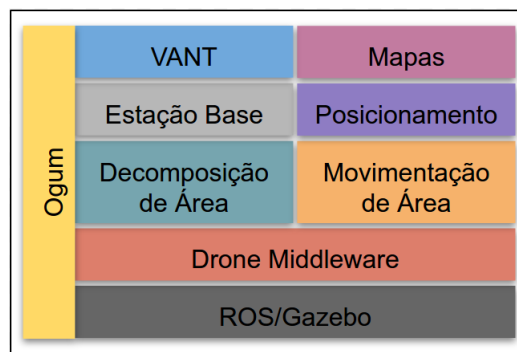 Ogum
VANT
Mapas
Estação Base
Posicionamento
Decomposição
de Área
Movimentação
de Área
Drone Middleware
ROS/Gazebo